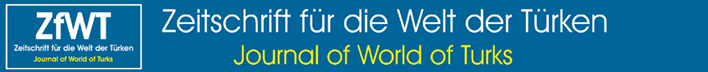 ZfWT
Zeitschrift für die Welt der Türken
Journal of World of Turks
Zeitschrift für die Welt der Türken
Journal of World of Turks